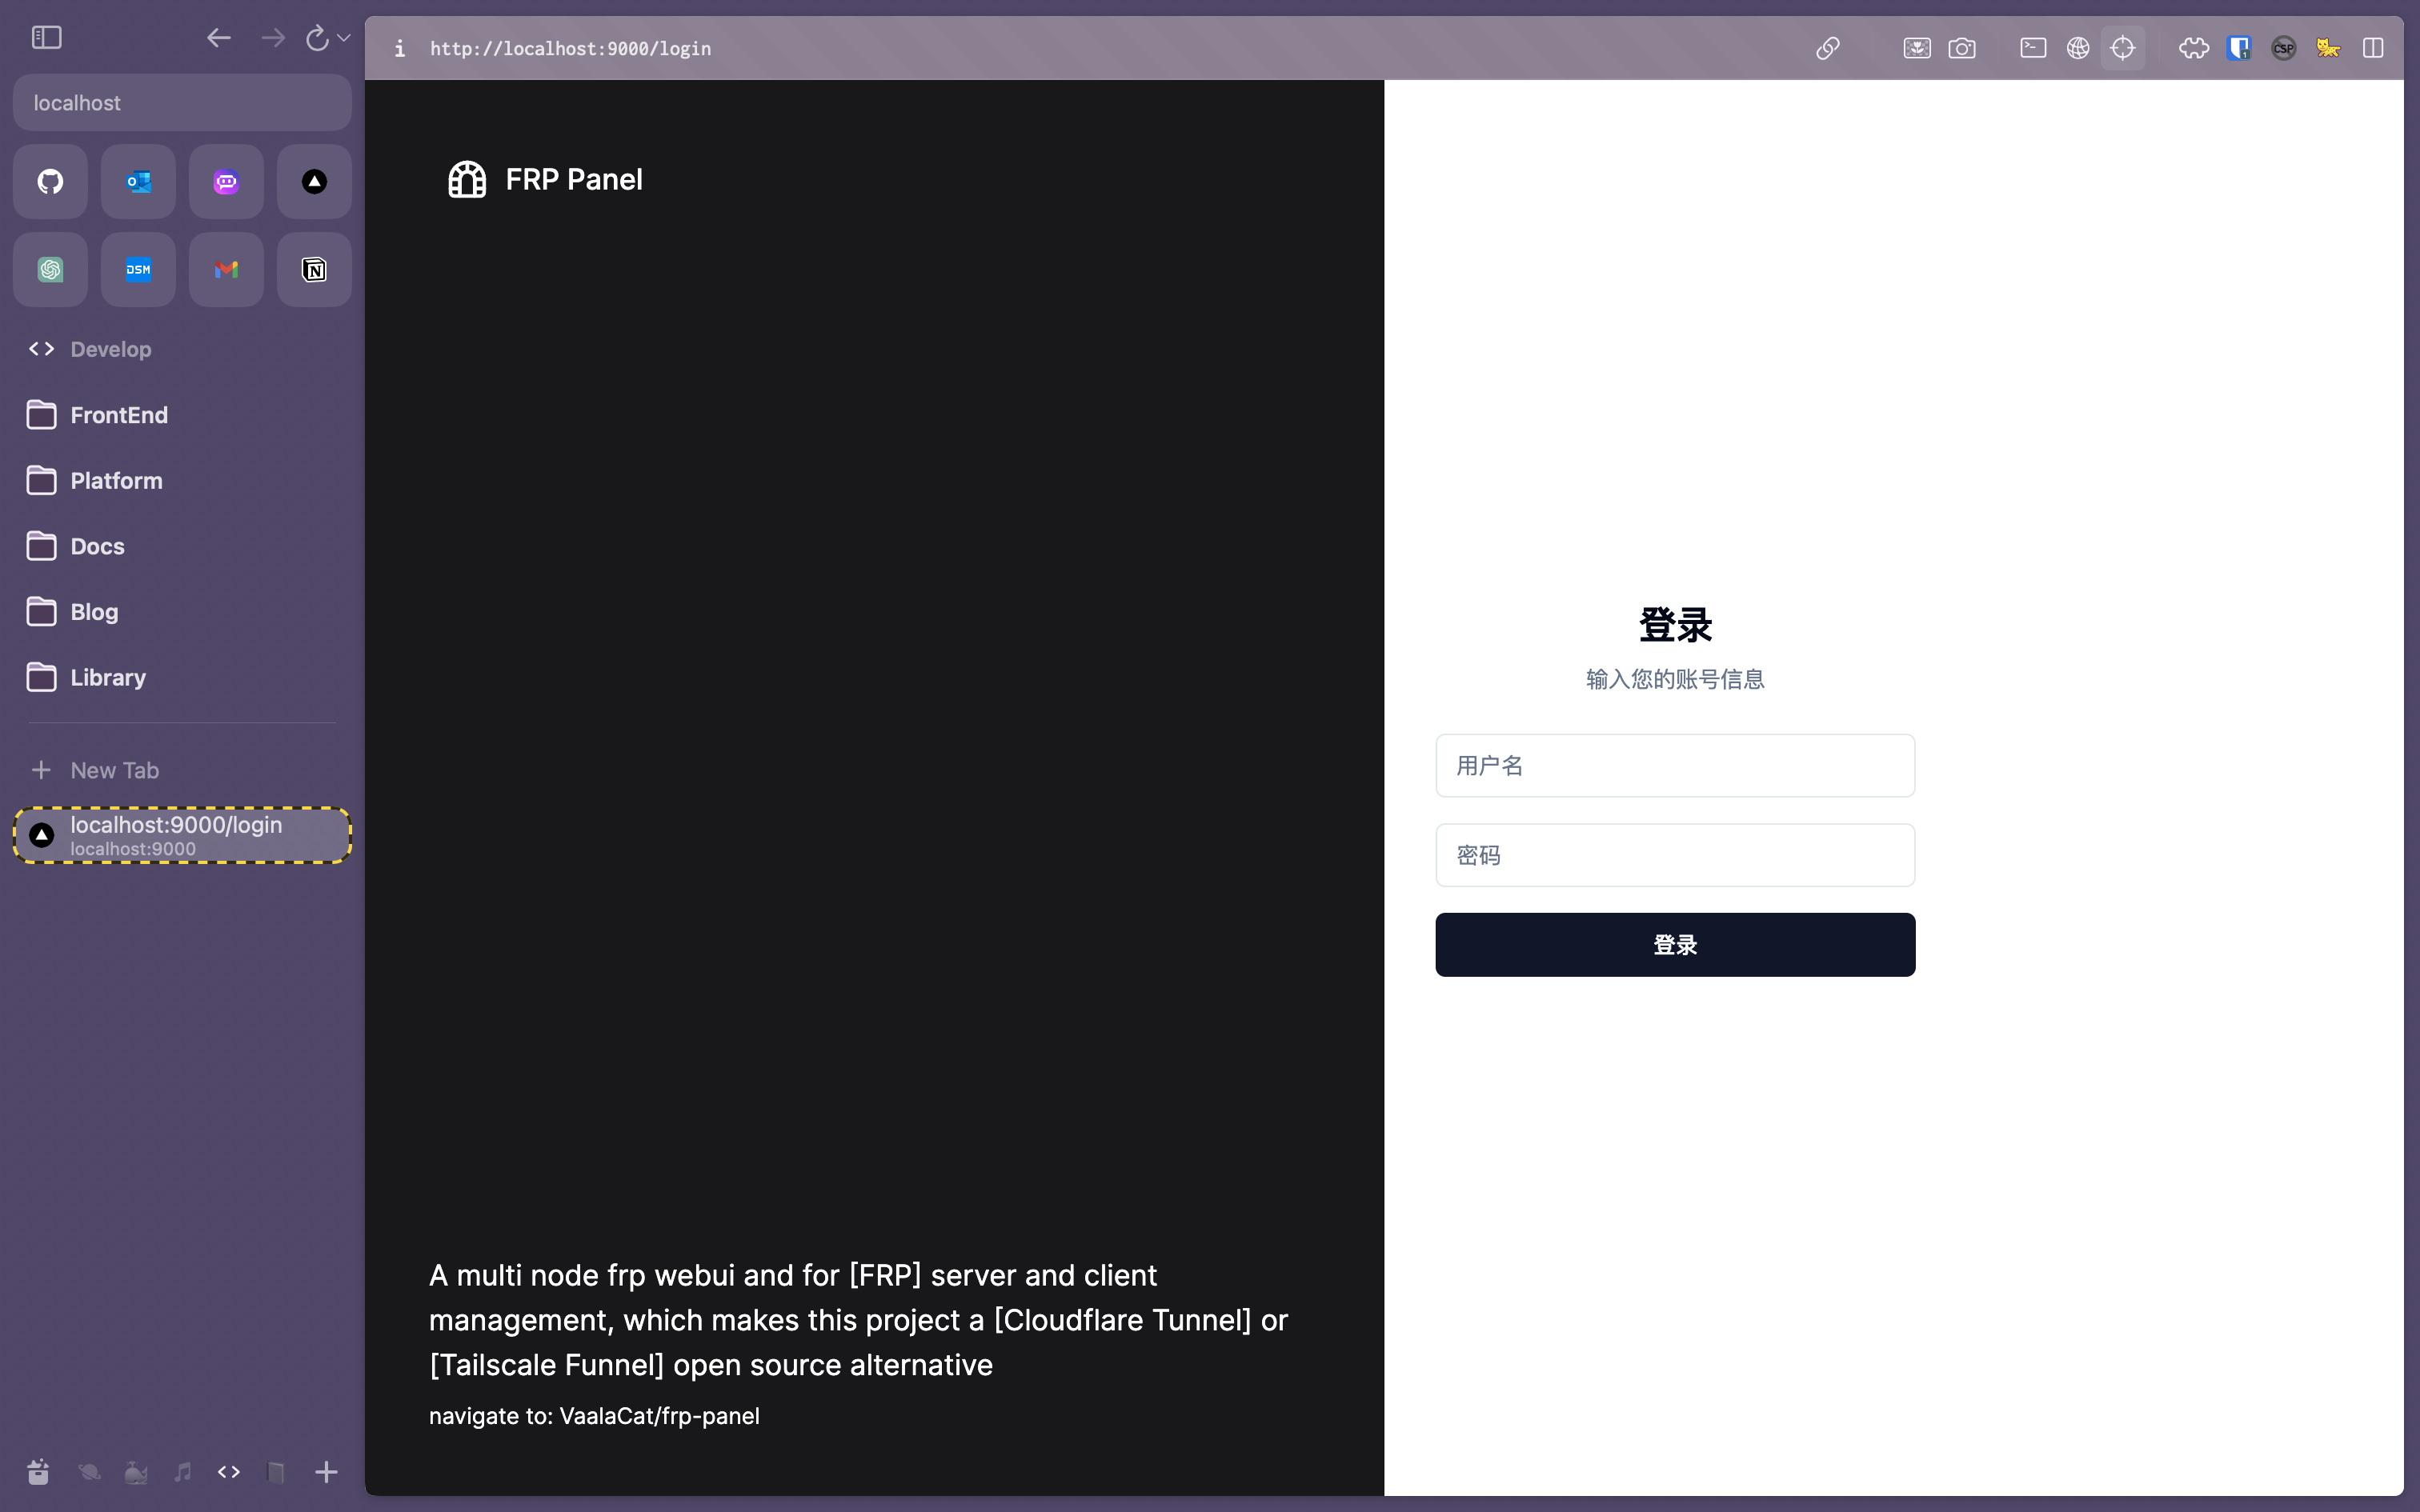 http://localhost:9000/login
CSP
1
localhost
DSM
Develop
FrontEnd
Platform
Docs
Blog
Library
New Tab
localhost:9000/login
localhost:9000
FRP Panel
A multi node frp webui and for [FRP] server and client
management, which makes this project a [Cloudflare Tunnel] or
[Tailscale Funnel] open source alternative
navigate to: VaalaCat/frp-panel
登录
输入您的账号信息
用户名
密码
登录